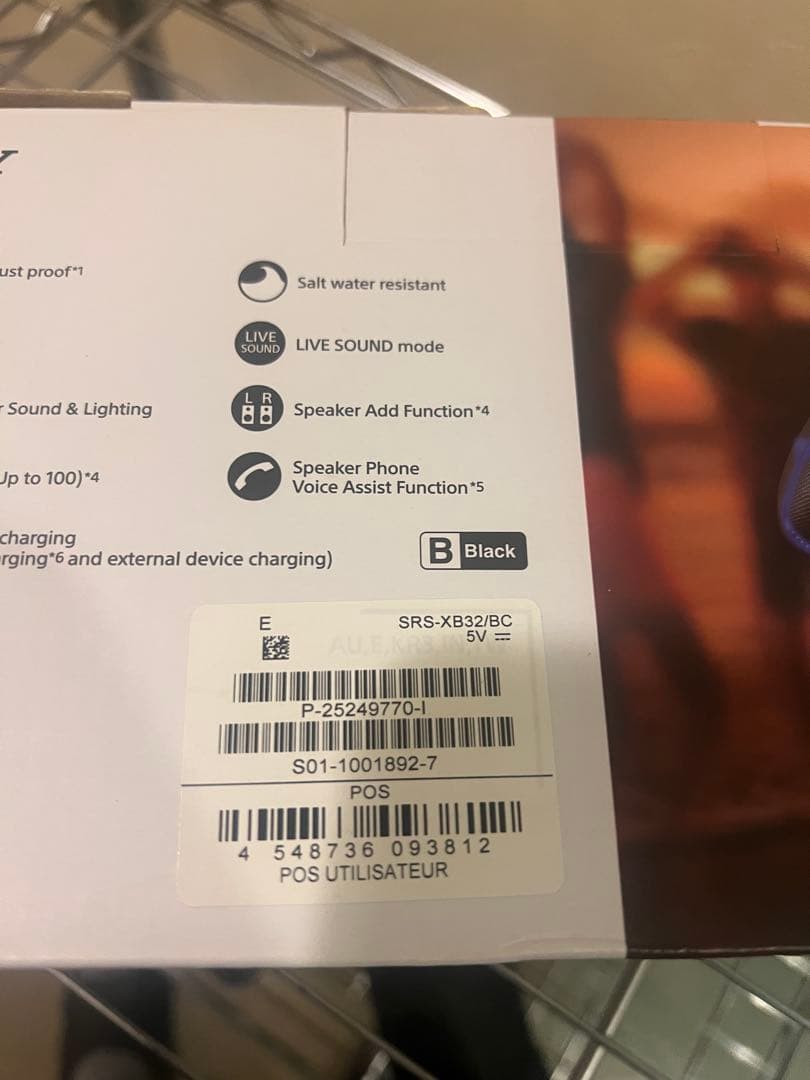 Y
ust proof*1
Salt water resistant
LIVE
SOUND
LIVE SOUND mode
Sound & Lighting
L R
Speaker Add Function*4
Up to 100)*4
Speaker Phone
Voice Assist Function*5
charging
rging*6 and external device charging)
B Black
E
SRS-XB32/BC
5V
P-25249770-I
S01-1001892-7
POS
4 548736 093812
POS UTILISATEUR